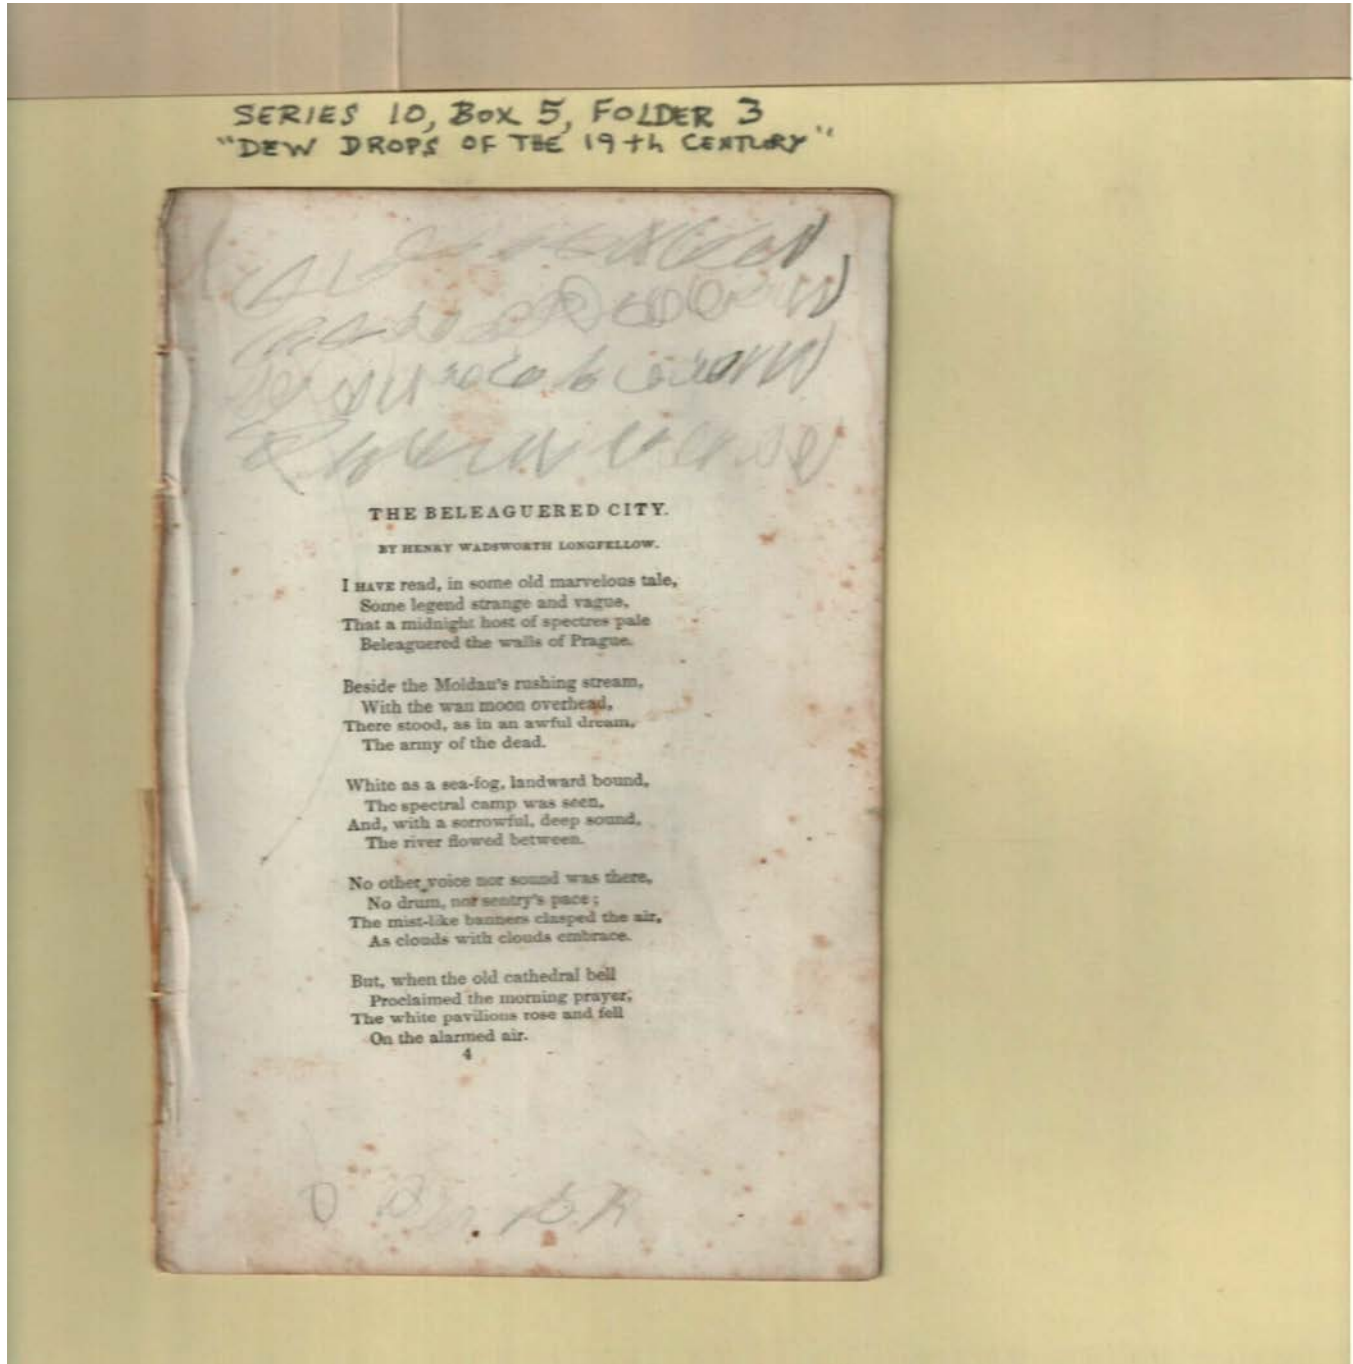 SERIES 10, BOX 5, FOLDER 3
"DEW DROPS OF THE 19th CENTURY"
THE BELEAGUERED CITY.
BY HENRY WADSWORTH LONGFELLOW.
I HAVE read, in some old marvelous tale,
Some legend strange and vague,
That a midnight host of spectres pale
Beleaguered the walls of Prague.
Beside the Moldau's rushing stream,
With the wan moon overhead,
There stood, as in an awful dream,
The army of the dead.
White as a sea-fog, landward bound,
The spectral camp was seen,
And, with a sorrowful, deep sound,
The river flowed between.
No other voice nor sound was there,
No drum, nor sentry's pace;
The mist-like banners clasped the air,
As clouds with clouds embrace.
But, when the old cathedral bell
Proclaimed the morning prayer,
The white pavilions rose and fell
On the alarmed air.
4